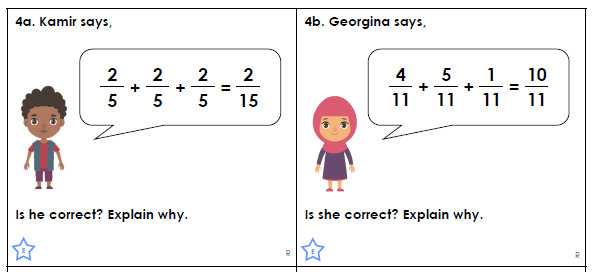 4a. Kamir says,
2/5 + 2/5 + 2/5 = 2/15
Is he correct? Explain why.
E
R
4b. Georgina says,
4/11 + 5/11 + 1/11 = 10/11
Is she correct? Explain why.
E
R